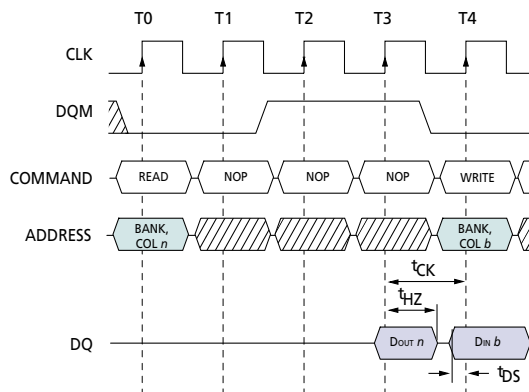 T0 T1 T2 T3 T4
CLK
DQM
COMMAND READ NOP NOP NOP WRITE
ADDRESS BANK, COL n BANK, COL b
tCK
tHZ
DQ DOUT n DIN b
tDS